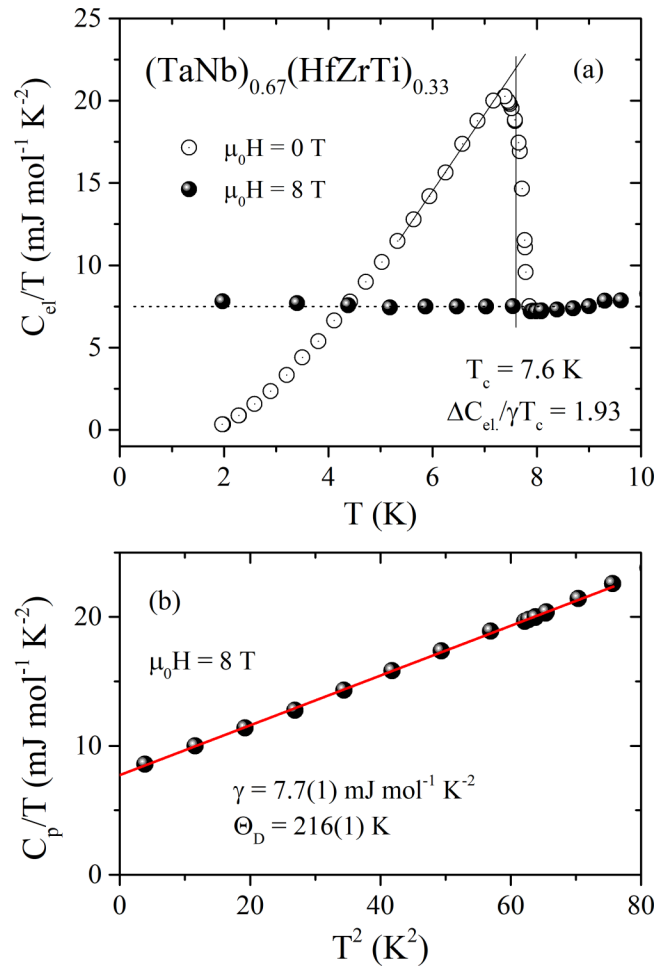 (TaNb)0.67(HfZrTi)0.33
(a)
μ0H = 0 T
μ0H = 8 T
Tc = 7.6 K
ΔCel./γTc = 1.93
Cel/T (mJ mol-1 K-2)
25
20
15
10
5
0
0 2 4 6 8 10
T (K)
(b)
μ0H = 8 T
γ = 7.7(1) mJ mol-1 K-2
ΘD = 216(1) K
Cp/T (mJ mol-1 K-2)
20
10
0
0 20 40 60 80
T2 (K2)